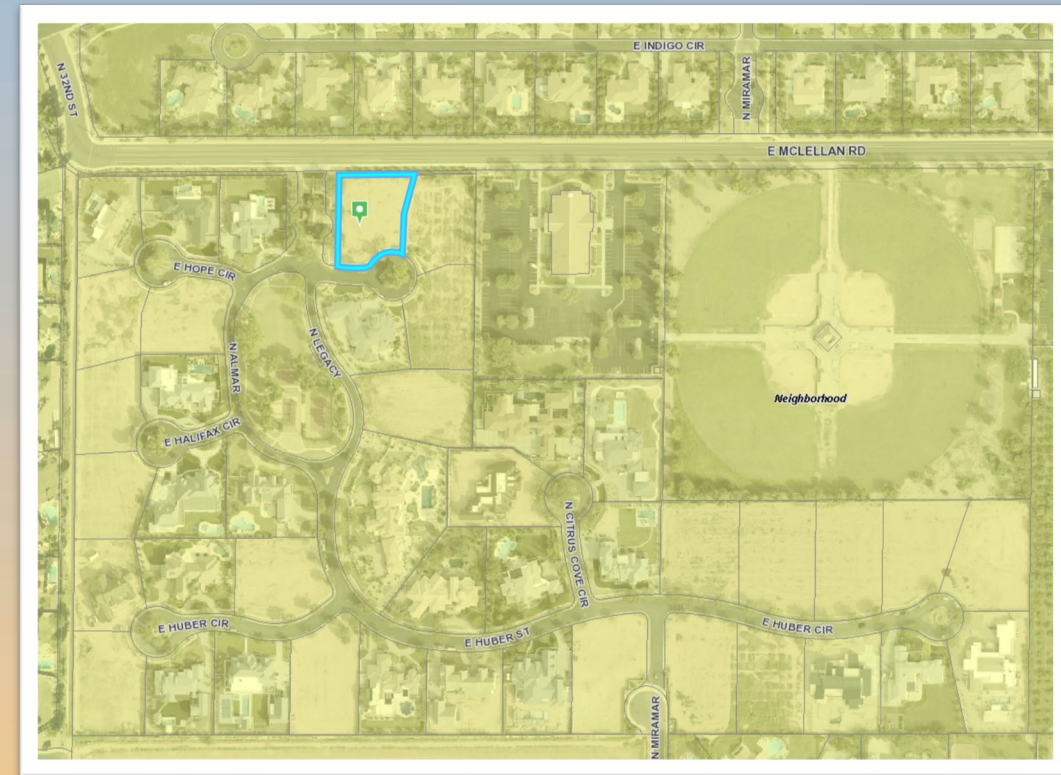 E INDIGO CIR
N 32ND ST
N MIRAMAR
E MCLELLAN RD
E HOPE CIR
N LEGACY
N ALMAR
Neighborhood
E HALIFAX CIR
N CITRUS COVE CIR
E HUBER CIR
E HUBER ST
E HUBER CIR
N MIRAMAR